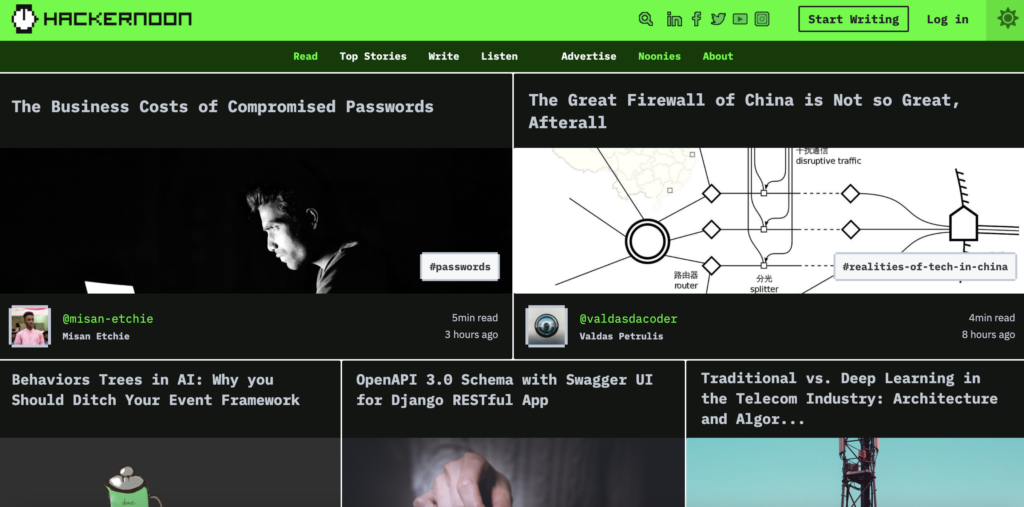 HACKERNOON
Start Writing
Log in
Read
Top Stories
Write
Listen
Advertise
Noonies
About
The Business Costs of Compromised Passwords
#passwords
@misan-etchie
Misan Etchie
5min read
3 hours ago
The Great Firewall of China is Not so Great,
Afterall
干扰通信
disruptive traffic
路由器
router
分光
splitter
#realities-of-tech-in-china
@valdasdacoder
Valdas Petrulis
4min read
8 hours ago
Behaviors Trees in AI: Why you
Should Ditch Your Event Framework
OpenAPI 3.0 Schema with Swagger UI
for Django RESTful App
Traditional vs. Deep Learning in
the Telecom Industry: Architecture
and Algor...